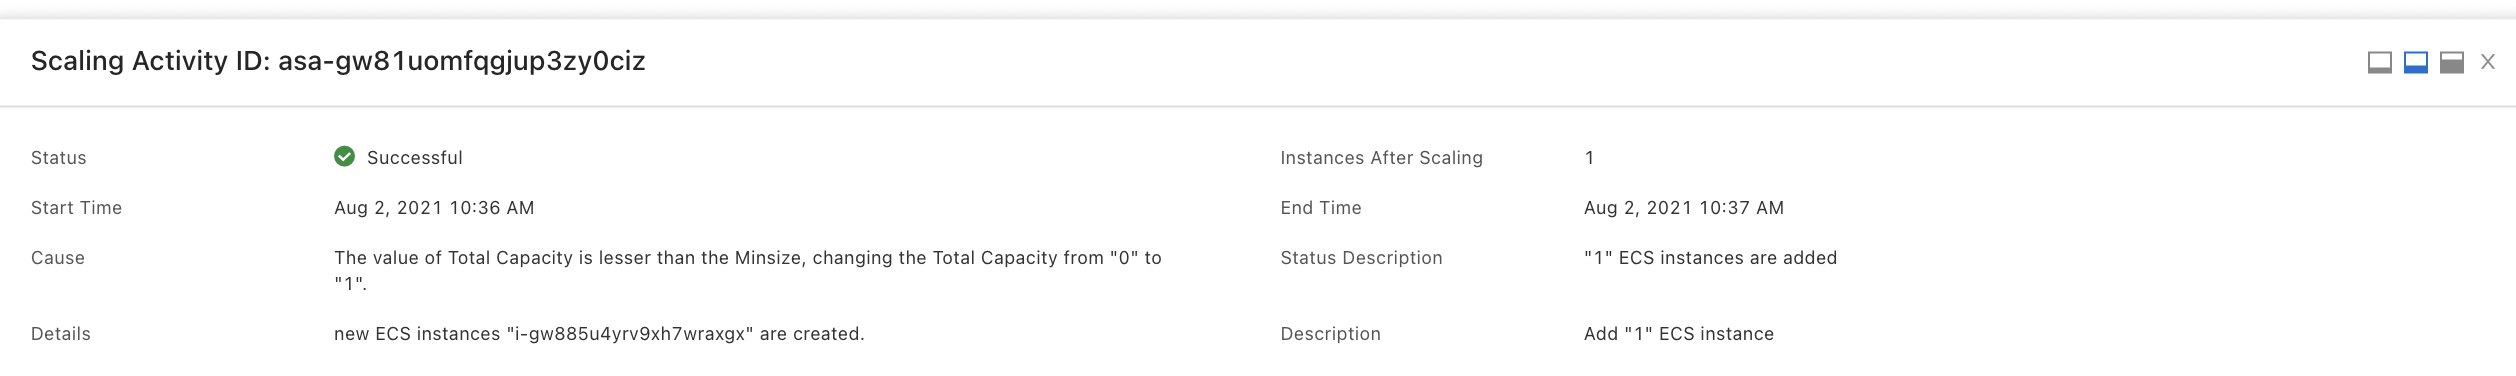 Scaling Activity ID: asa-gw81uomfqgjup3zy0ciz
Status
Successful
Instances After Scaling
1
Start Time
Aug 2, 2021 10:36 AM
End Time
Aug 2, 2021 10:37 AM
Cause
The value of Total Capacity is lesser than the Minsize, changing the Total Capacity from "0" to
"1".
Status Description
"1" ECS instances are added
Details
new ECS instances "i-gw885u4yrv9xh7wraxgx" are created.
Description
Add "1" ECS instance